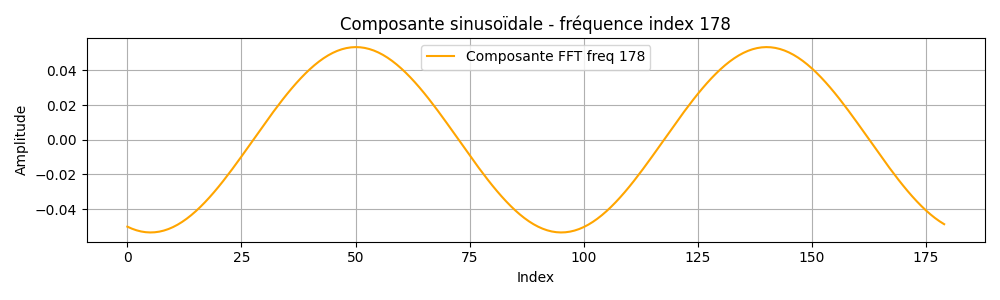 Composante sinusoïdale - fréquence index 178
Composante FFT freq 178
Amplitude
0.04
0.02
0.00
−0.02
−0.04
0 25 50 75 100 125 150 175
Index